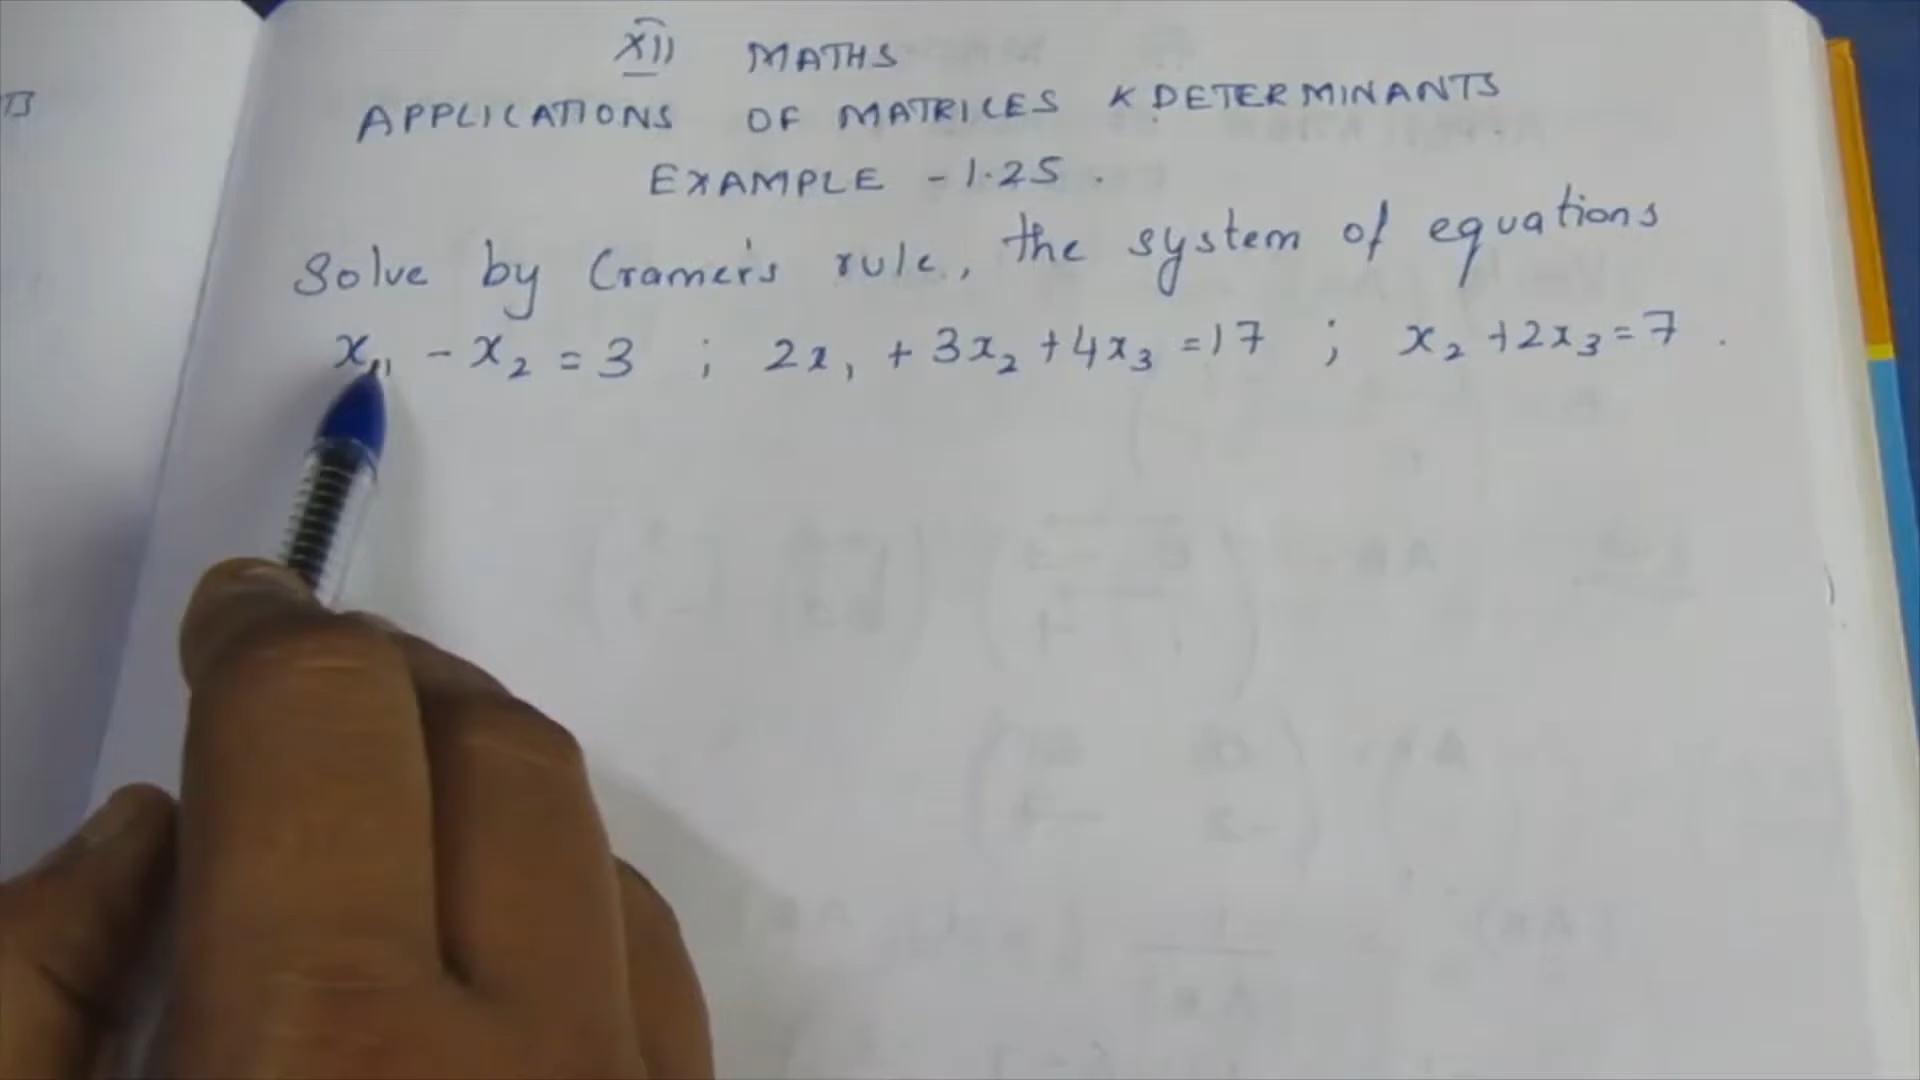 XII MATHS
APPLICATIONS OF MATRICES & DETERMINANTS
EXAMPLE - 1.25.
Solve by Cramer's rule, the system of equations
x₁ - x₂ = 3 ; 2x₁ + 3x₂ + 4x₃ = 17 ; x₂ + 2x₃ = 7.